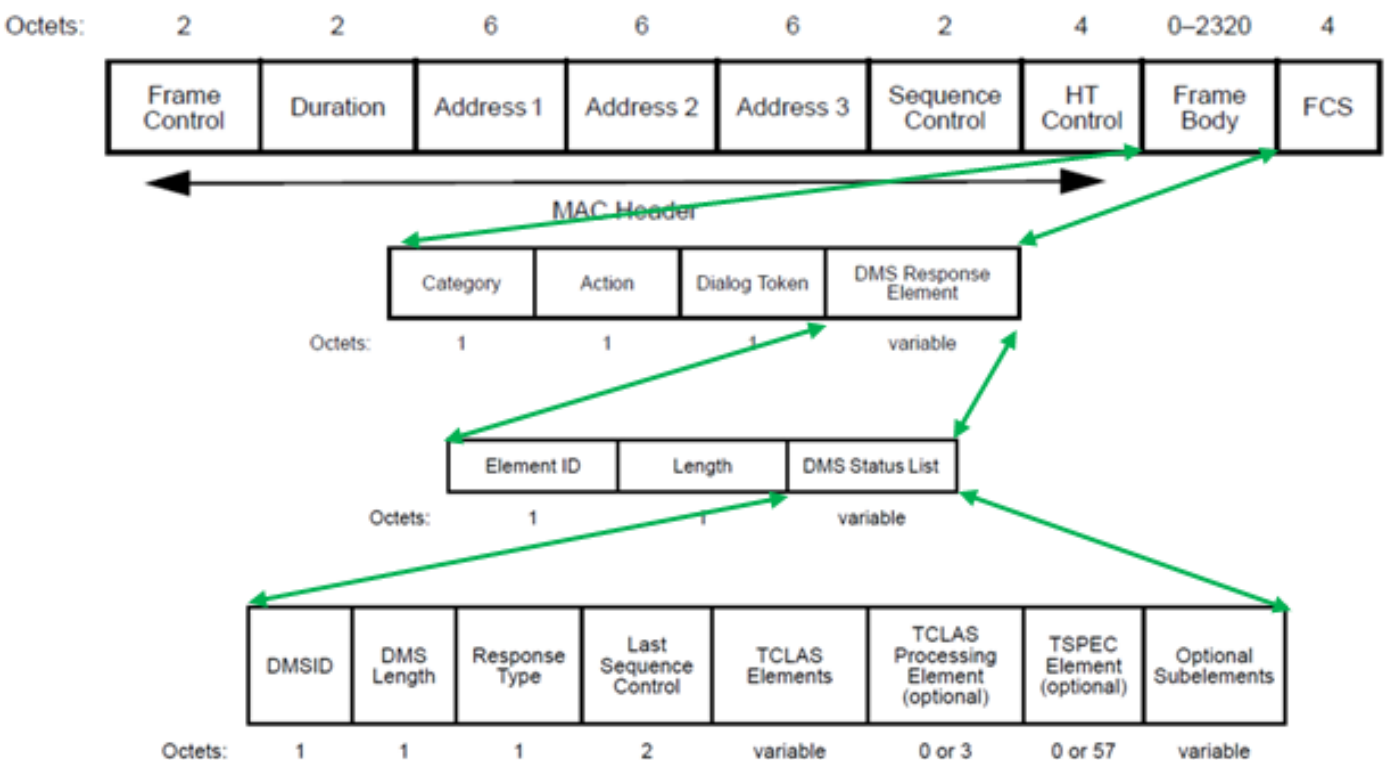 Octets: 2 2 6 6 6 2 4 0–2320 4
Frame Control Duration Address 1 Address 2 Address 3 Sequence Control HT Control Frame Body FCS
MAC Header
Category Action Dialog Token DMS Response Element
Octets: 1 1 1 variable
Element ID Length DMS Status List
Octets: 1 1 variable
DMSID DMS Length Response Type Last Sequence Control TCLAS Elements TCLAS Processing Element (optional) TSPEC Element (optional) Optional Subelements
Octets: 1 1 1 2 variable 0 or 3 0 or 57 variable